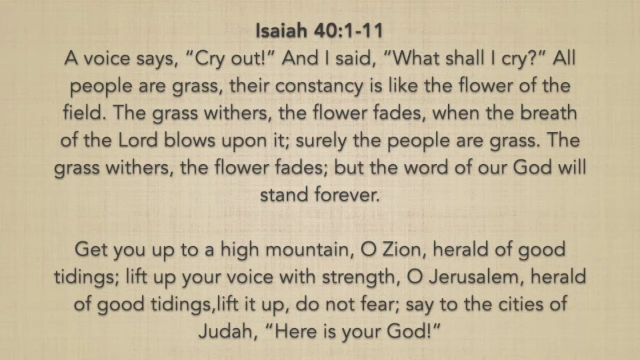 Isaiah 40:1-11
A voice says, “Cry out!” And I said, “What shall I cry?” All
people are grass, their constancy is like the flower of the
field. The grass withers, the flower fades, when the breath
of the Lord blows upon it; surely the people are grass. The
grass withers, the flower fades; but the word of our God will
stand forever.
Get you up to a high mountain, O Zion, herald of good
tidings; lift up your voice with strength, O Jerusalem, herald
of good tidings,lift it up, do not fear; say to the cities of
Judah, “Here is your God!”